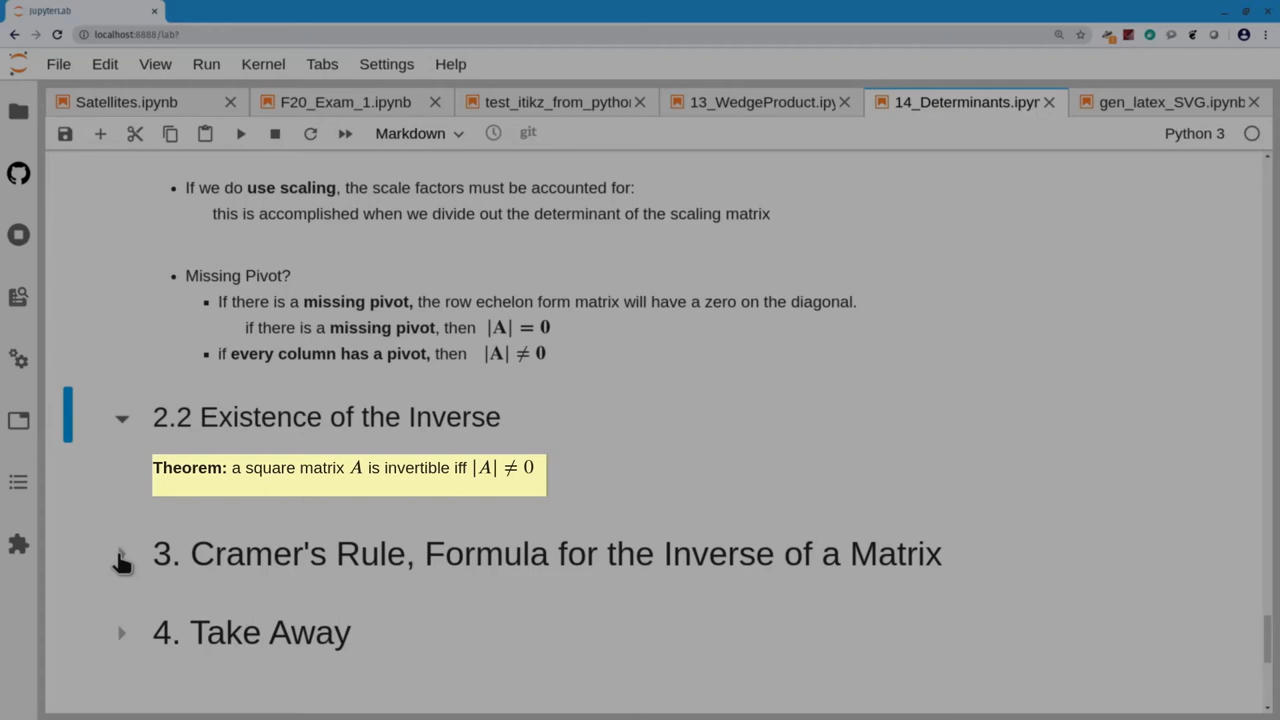 JupyterLab
localhost:8888/lab?
File Edit View Run Kernel Tabs Settings Help
Satellites.ipynb F20_Exam_1.ipynb test_itikz_from_pythor 13_WedgeProduct.ipy 14_Determinants.ipyr gen_latex_SVG.ipynb
Markdown git Python 3
• If we do use scaling, the scale factors must be accounted for:
this is accomplished when we divide out the determinant of the scaling matrix
• Missing Pivot?
▪ If there is a missing pivot, the row echelon form matrix will have a zero on the diagonal.
if there is a missing pivot, then |A| = 0
▪ if every column has a pivot, then |A| ≠ 0
2.2 Existence of the Inverse
Theorem: a square matrix A is invertible iff |A| ≠ 0
3. Cramer's Rule, Formula for the Inverse of a Matrix
4. Take Away